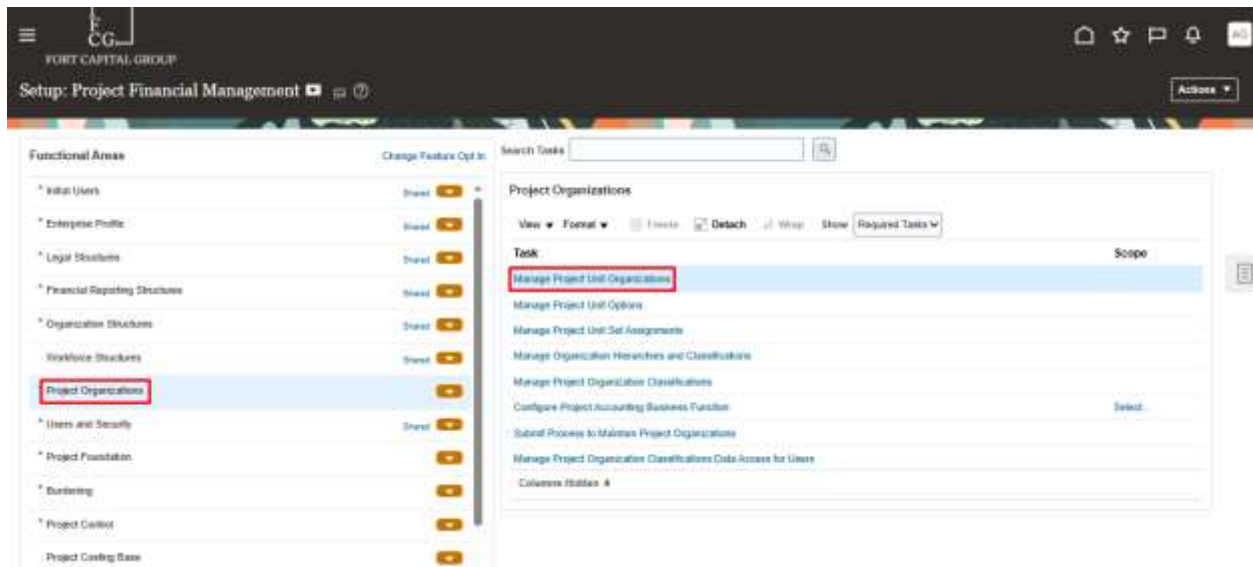 CG
FORT CAPITAL GROUP
AG
Setup: Project Financial Management
Actions
Functional Areas
Change Feature Opt In
* Initial Users Shared
* Enterprise Profile Shared
* Legal Structures Shared
* Financial Reporting Structures Shared
* Organization Structures Shared
Workforce Structures Shared
* Project Organizations
* Users and Security Shared
* Project Foundation
* Burdening
* Project Control
Project Costing Base
Search Tasks
Project Organizations
View Format Create Detach Wrap Show Required Tasks
Task Scope
Manage Project Unit Organizations
Manage Project Unit Options
Manage Project Unit Set Assignments
Manage Organization Hierarchies and Classifications
Manage Project Organization Classifications
Configure Project Accounting Business Function Select
Submit Process to Maintain Project Organizations
Manage Project Organization Classifications Data Access for Users
Columns Hidden 4